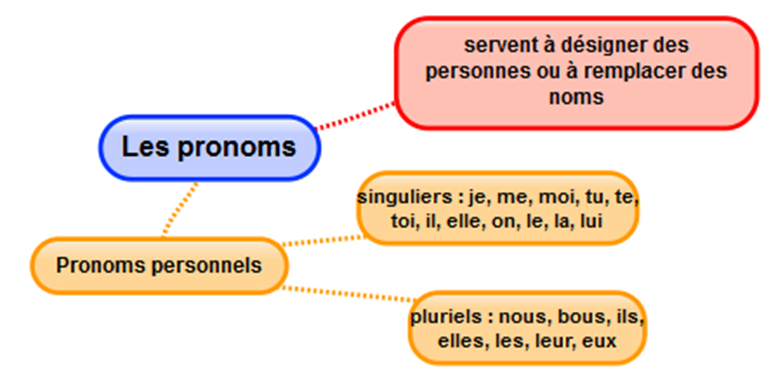 servent à désigner des
personnes ou à remplacer des
noms
Les pronoms
singuliers : je, me, moi, tu, te,
toi, il, elle, on, le, la, lui
Pronoms personnels
pluriels : nous, bous, ils,
elles, les, leur, eux